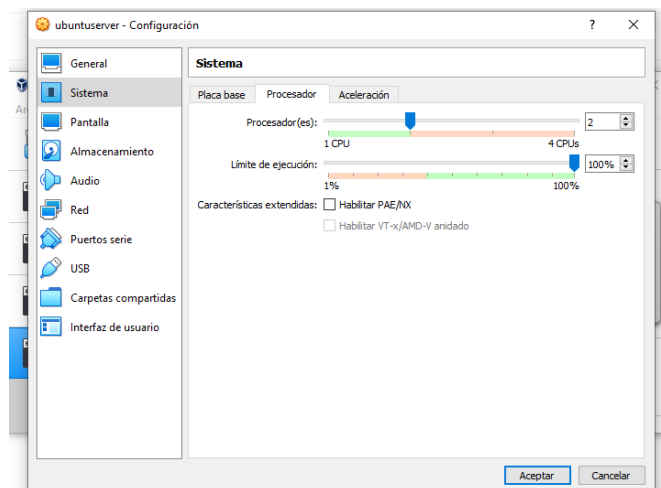 ubuntuserver - Configuración
?
General
Sistema
Pantalla
Almacenamiento
Audio
Red
Puertos serie
USB
Carpetas compartidas
Interfaz de usuario
Sistema
Placa base Procesador Aceleración
Procesador(es): 2
1 CPU 4 CPUs
Límite de ejecución: 100%
1% 100%
Características extendidas: Habilitar PAE/NX
Habilitar VT-x/AMD-V anidado
Aceptar Cancelar